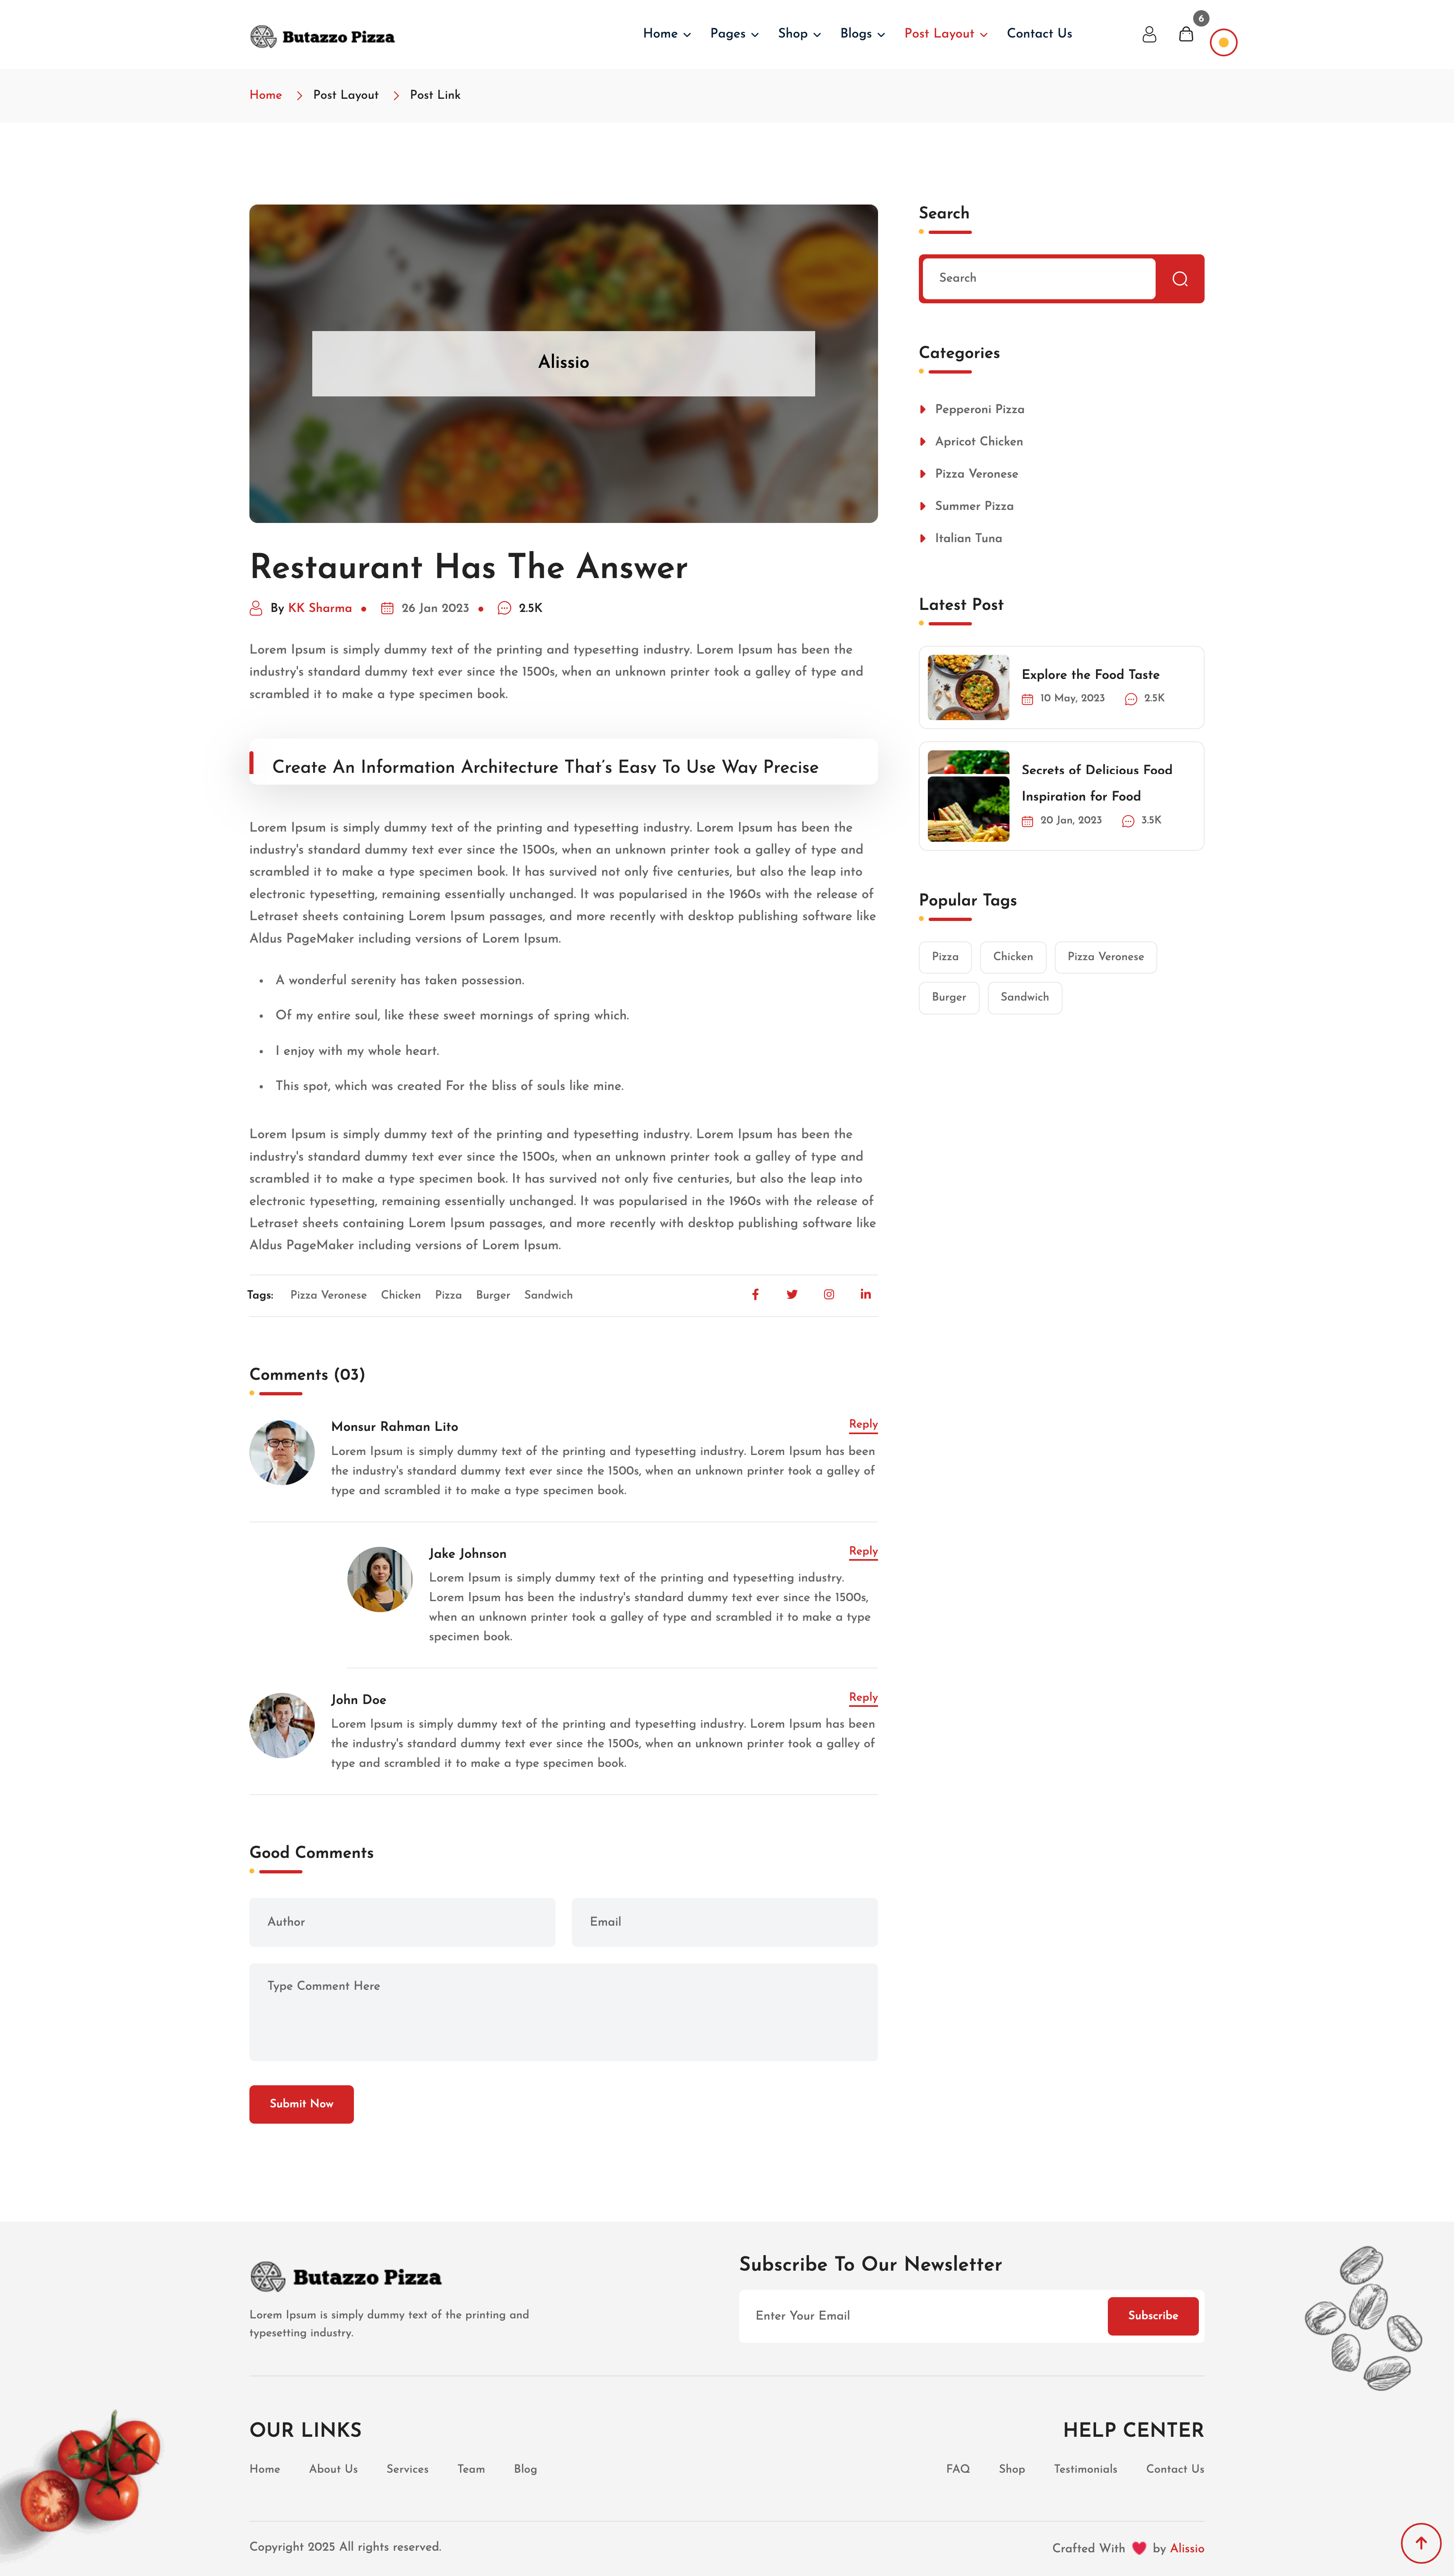 Butazzo Pizza
Home Pages Shop Blogs Post Layout Contact Us
6
Home Post Layout Post Link
Alissio
Restaurant Has The Answer
By KK Sharma 26 Jan 2023 2.5K
Lorem Ipsum is simply dummy text of the printing and typesetting industry. Lorem Ipsum has been the
industry's standard dummy text ever since the 1500s, when an unknown printer took a galley of type and
scrambled it to make a type specimen book.
Create An Information Architecture That's Easy To Use Way Precise
Lorem Ipsum is simply dummy text of the printing and typesetting industry. Lorem Ipsum has been the
industry's standard dummy text ever since the 1500s, when an unknown printer took a galley of type and
scrambled it to make a type specimen book. It has survived not only five centuries, but also the leap into
electronic typesetting, remaining essentially unchanged. It was popularised in the 1960s with the release of
Letraset sheets containing Lorem Ipsum passages, and more recently with desktop publishing software like
Aldus PageMaker including versions of Lorem Ipsum.
• A wonderful serenity has taken possession.
• Of my entire soul, like these sweet mornings of spring which.
• I enjoy with my whole heart.
• This spot, which was created For the bliss of souls like mine.
Lorem Ipsum is simply dummy text of the printing and typesetting industry. Lorem Ipsum has been the
industry's standard dummy text ever since the 1500s, when an unknown printer took a galley of type and
scrambled it to make a type specimen book. It has survived not only five centuries, but also the leap into
electronic typesetting, remaining essentially unchanged. It was popularised in the 1960s with the release of
Letraset sheets containing Lorem Ipsum passages, and more recently with desktop publishing software like
Aldus PageMaker including versions of Lorem Ipsum.
Tags: Pizza Veronese Chicken Pizza Burger Sandwich
Comments (03)
Monsur Rahman Lito
Reply
Lorem Ipsum is simply dummy text of the printing and typesetting industry. Lorem Ipsum has been
the industry's standard dummy text ever since the 1500s, when an unknown printer took a galley of
type and scrambled it to make a type specimen book.
Jake Johnson
Reply
Lorem Ipsum is simply dummy text of the printing and typesetting industry.
Lorem Ipsum has been the industry's standard dummy text ever since the 1500s,
when an unknown printer took a galley of type and scrambled it to make a type
specimen book.
John Doe
Reply
Lorem Ipsum is simply dummy text of the printing and typesetting industry. Lorem Ipsum has been
the industry's standard dummy text ever since the 1500s, when an unknown printer took a galley of
type and scrambled it to make a type specimen book.
Good Comments
Author
Email
Type Comment Here
Submit Now
Search
Search
Categories
Pepperoni Pizza
Apricot Chicken
Pizza Veronese
Summer Pizza
Italian Tuna
Latest Post
Explore the Food Taste
10 May, 2023 2.5K
Secrets of Delicious Food
Inspiration for Food
20 Jan, 2023 3.5K
Popular Tags
Pizza Chicken Pizza Veronese
Burger Sandwich
Butazzo Pizza
Lorem Ipsum is simply dummy text of the printing and
typesetting industry.
Subscribe To Our Newsletter
Enter Your Email
Subscribe
OUR LINKS
Home About Us Services Team Blog
HELP CENTER
FAQ Shop Testimonials Contact Us
Copyright 2025 All rights reserved.
Crafted With by Alissio